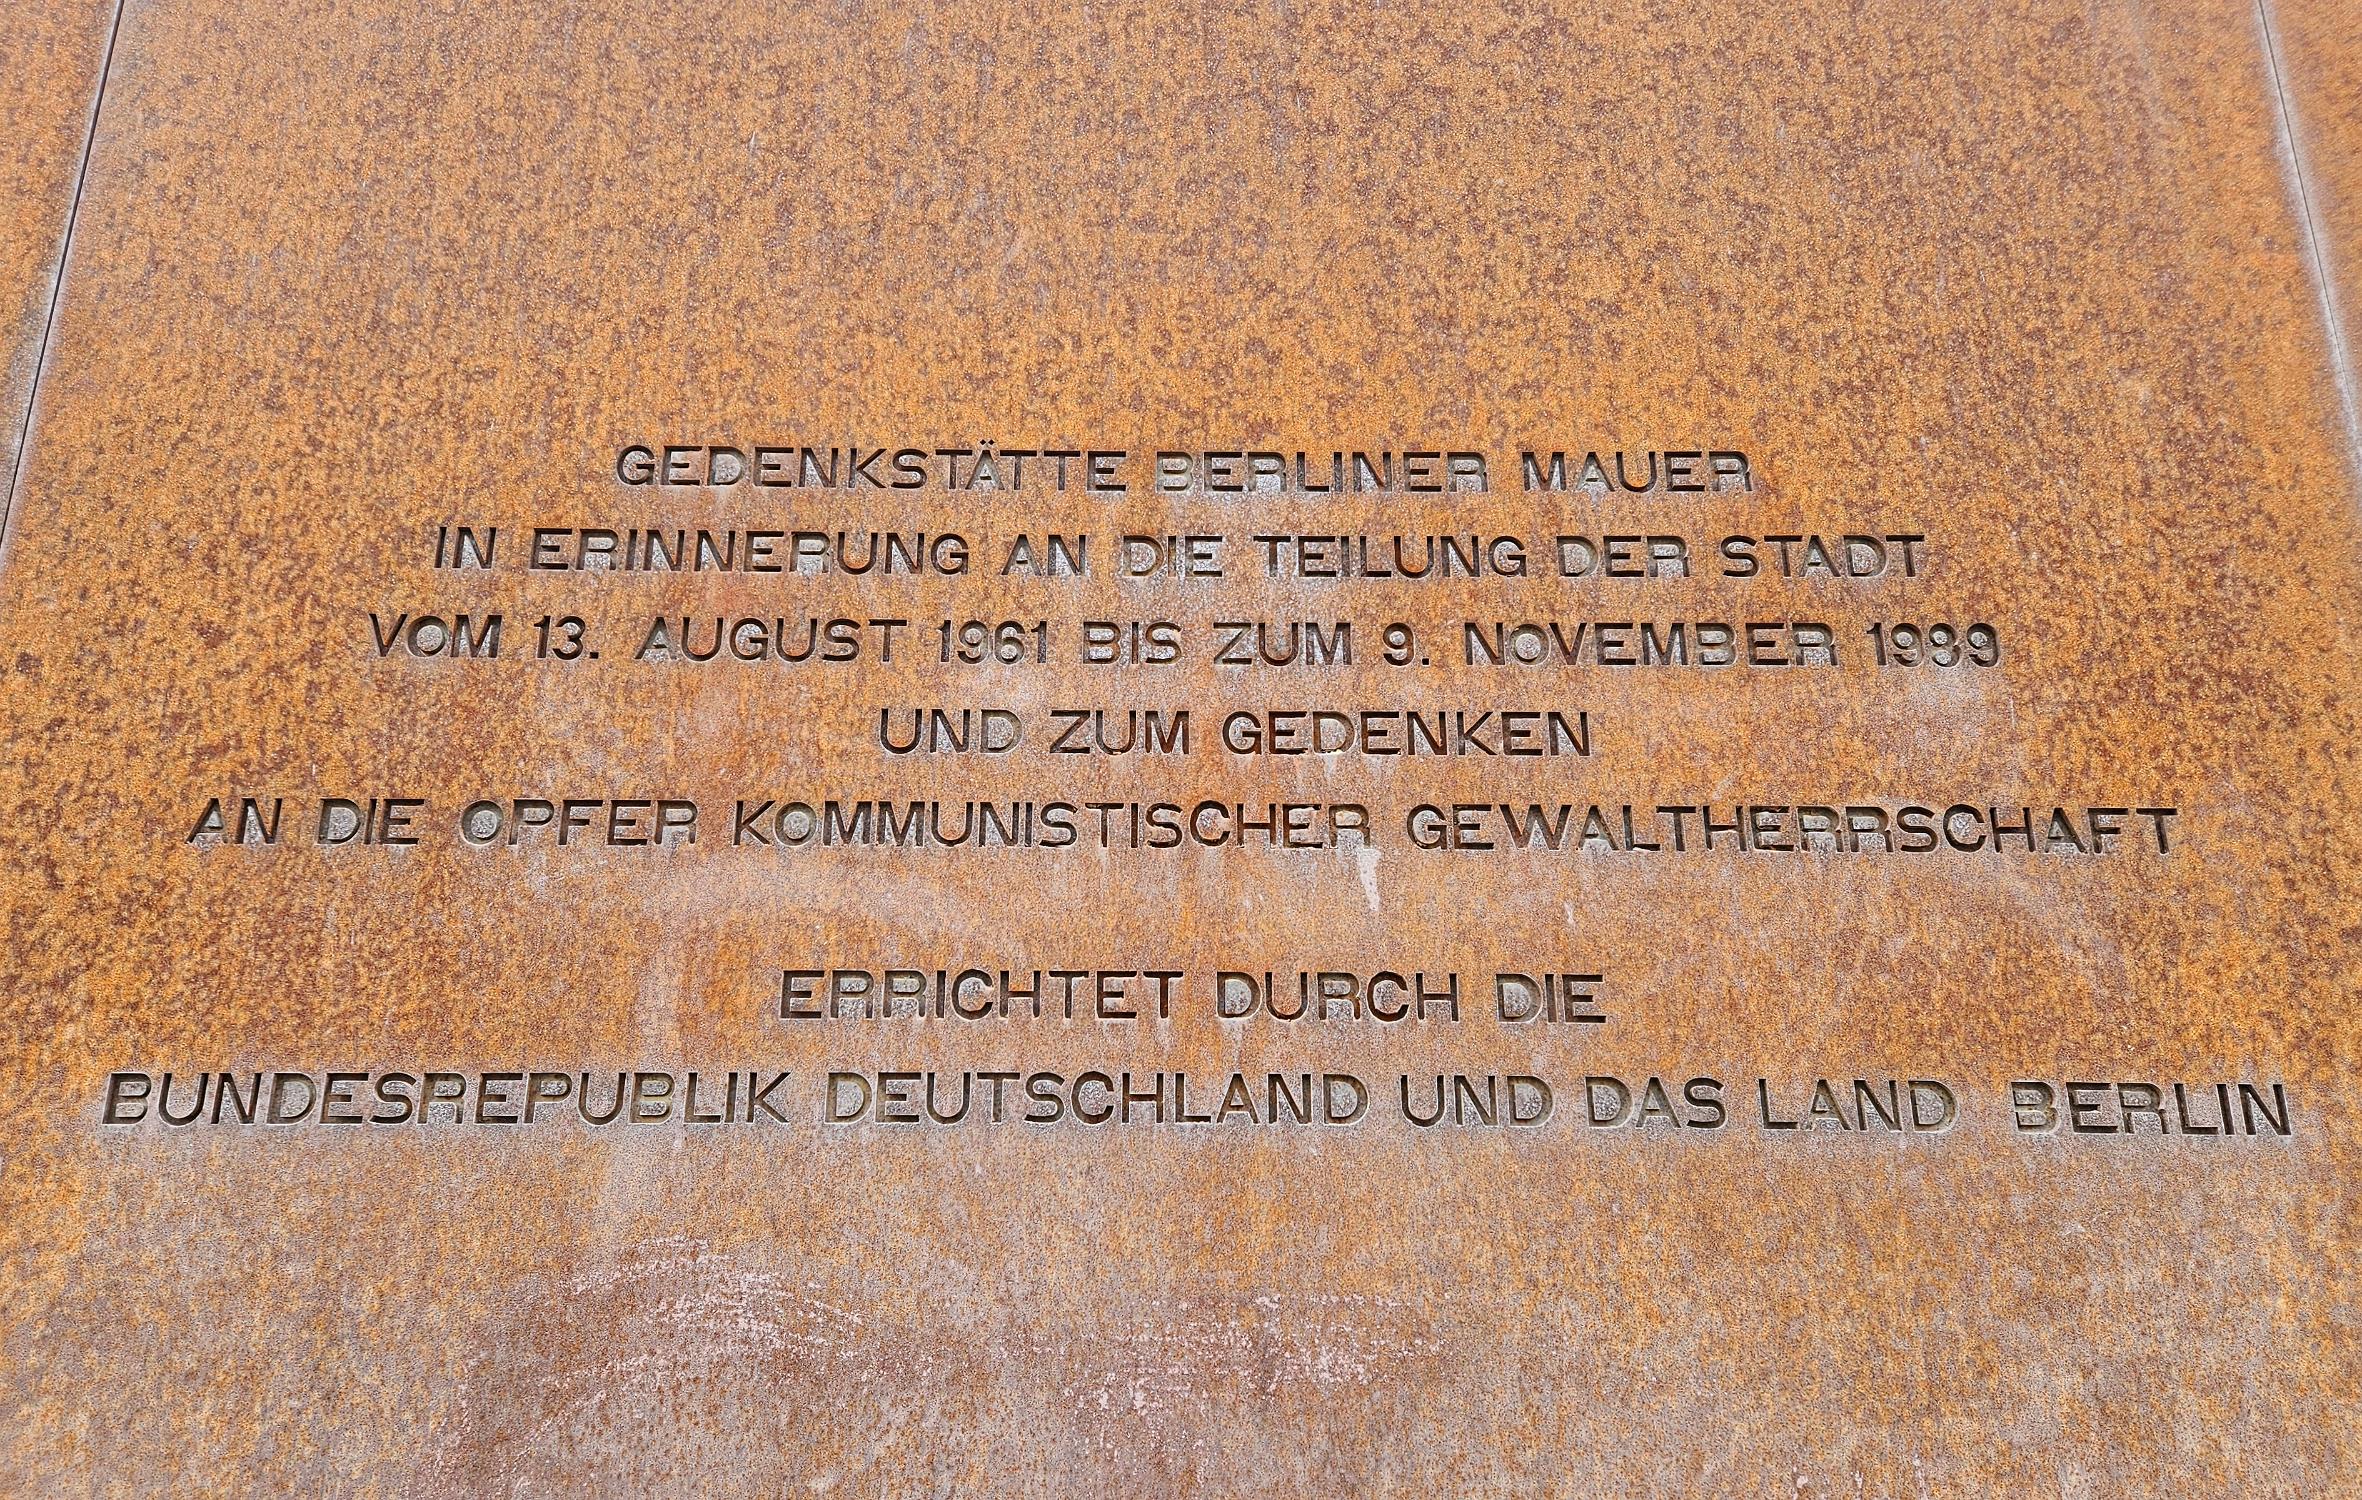 GEDENKSTÄTTE BERLINER MAUER
IN ERINNERUNG AN DIE TEILUNG DER STADT
VOM 13. AUGUST 1961 BIS ZUM 9. NOVEMBER 1989
UND ZUM GEDENKEN
AN DIE OPFER KOMMUNISTISCHER GEWALTHERRSCHAFT
ERRICHTET DURCH DIE
BUNDESREPUBLIK DEUTSCHLAND UND DAS LAND BERLIN